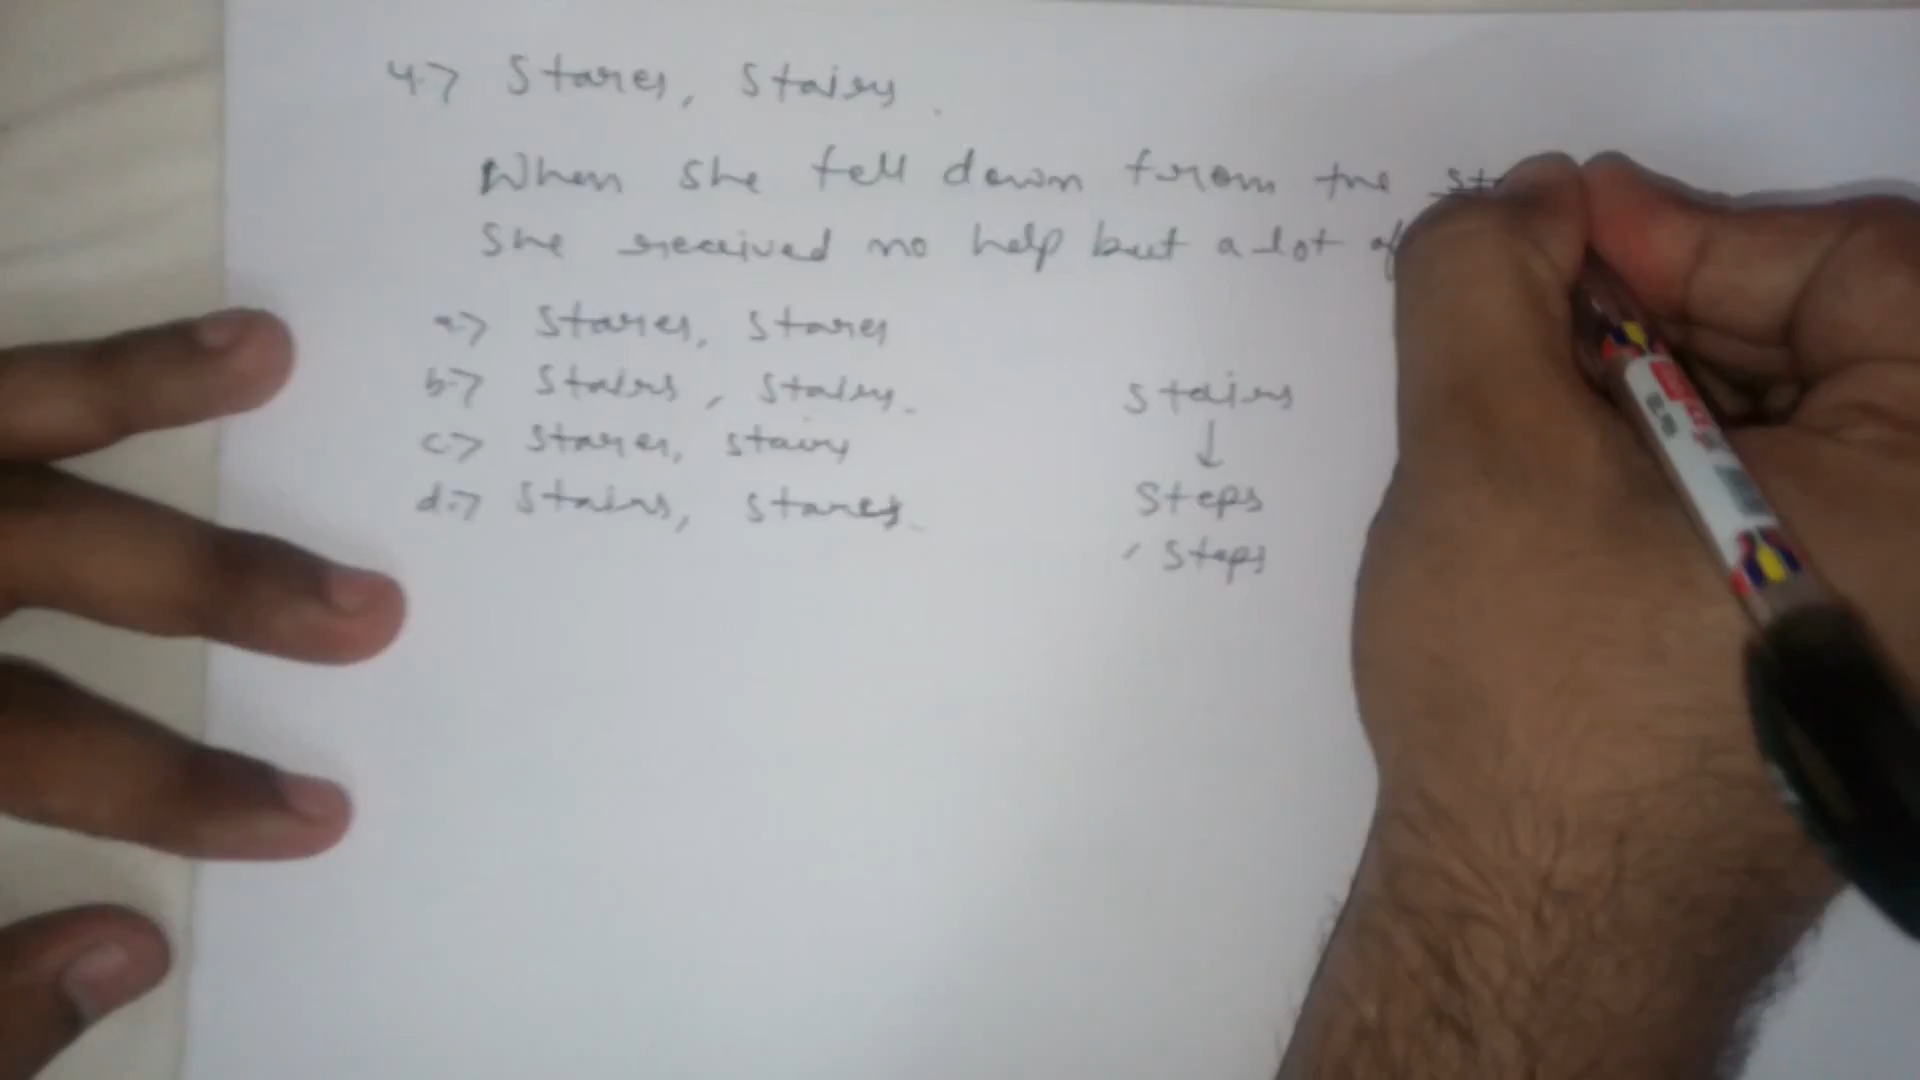 4.> Stares, Stairs.
When she fell down from the
She received no help but a lot of
a.> Stares, Stares
b.> Stairs, Stairs.
c.> Stares, Stairs
d.> Stairs, Stares.
Stairs
↓
Steps
, Steps